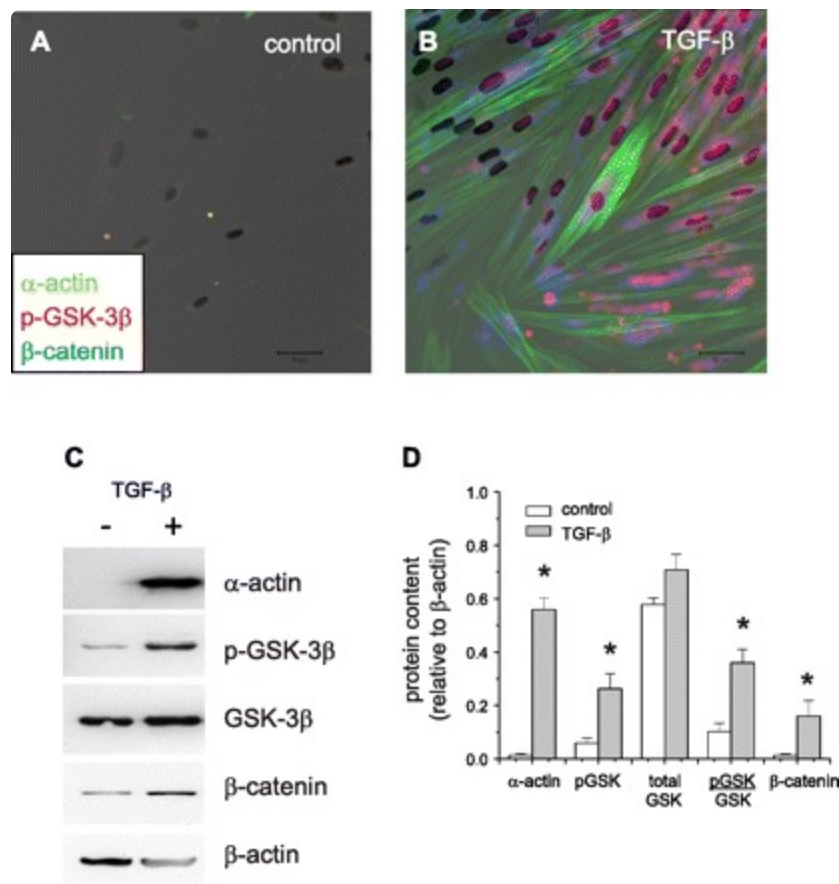 A
control
α-actin
p-GSK-3β
β-catenin
B
TGF-β
C
TGF-β
- +
α-actin
p-GSK-3β
GSK-3β
β-catenin
β-actin
D
protein content
(relative to β-actin)
1.0
0.8
0.6
0.4
0.2
0.0
control
TGF-β
* * * *
α-actin pGSK total GSK pGSK GSK β-catenin